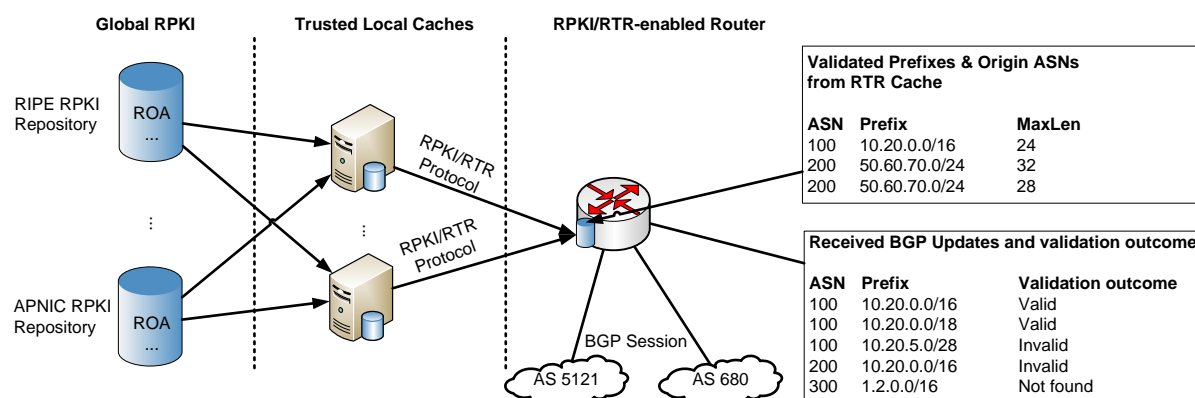 Global RPKI
Trusted Local Caches
RPKI/RTR-enabled Router
RIPE RPKI
Repository
ROA
...
...
APNIC RPKI
Repository
ROA
...
...
RPKI/RTR
Protocol
RPKI/RTR
Protocol
BGP Session
AS 5121
AS 680
Validated Prefixes & Origin ASNs
from RTR Cache
ASN Prefix MaxLen
100 10.20.0.0/16 24
200 50.60.70.0/24 32
200 50.60.70.0/24 28
Received BGP Updates and validation outcome
ASN Prefix Validation outcome
100 10.20.0.0/16 Valid
100 10.20.0.0/18 Valid
100 10.20.5.0/28 Invalid
200 10.20.0.0/16 Invalid
300 1.2.0.0/16 Not found